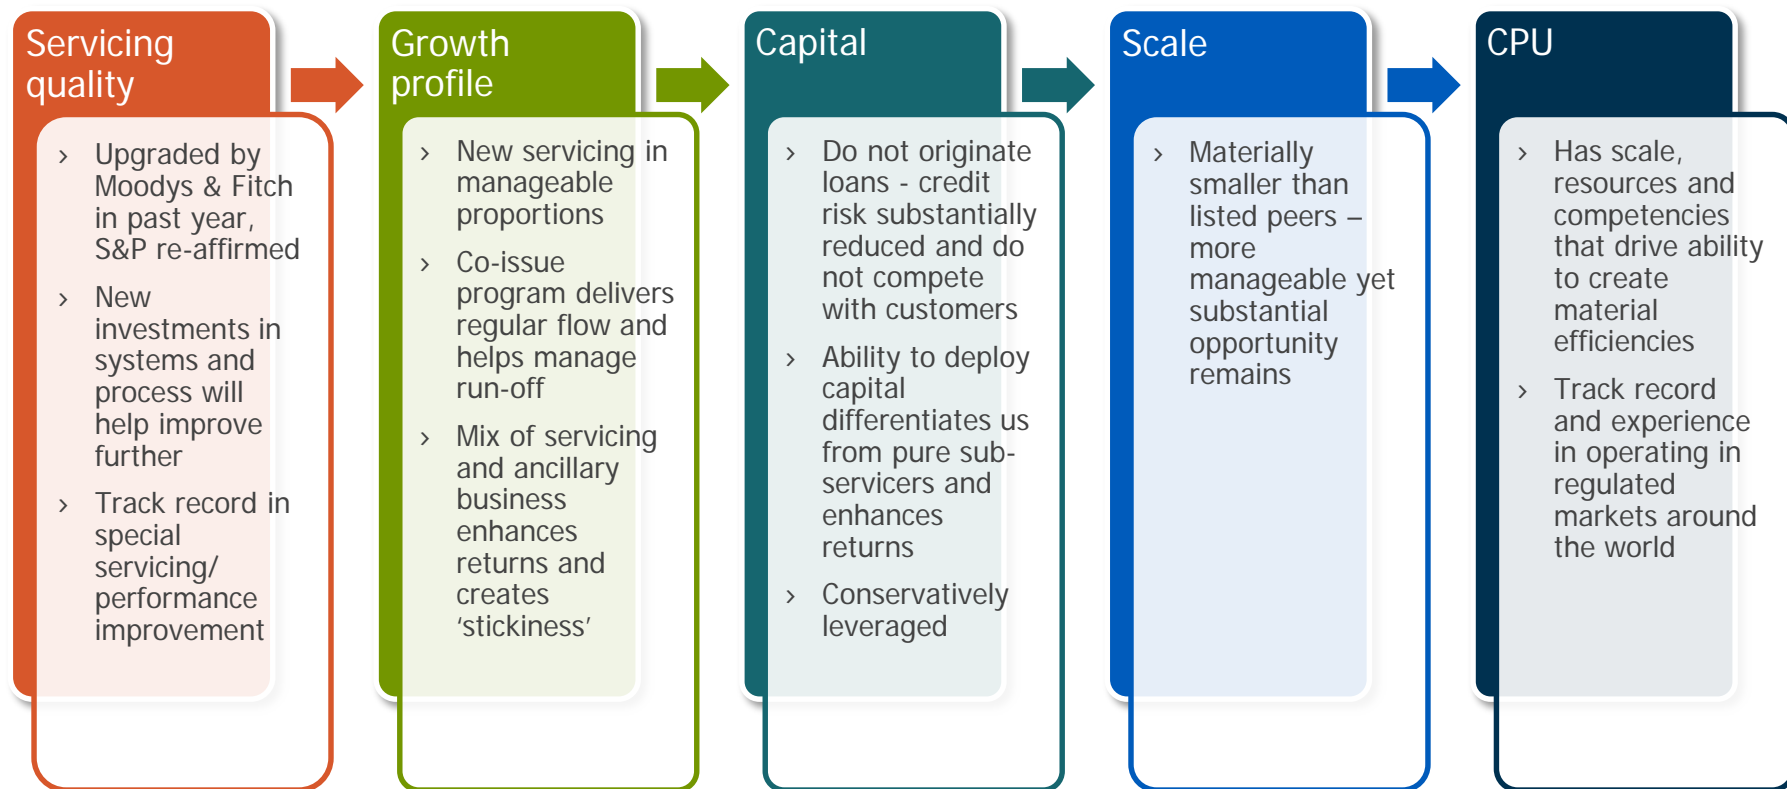 Servicing
quality
› Upgraded by
Moodys & Fitch
in past year,
S&P re-affirmed
› New
investments in
systems and
process will
help improve
further
› Track record in
special
servicing/
performance
improvement
Growth
profile
› New servicing in
manageable
proportions
› Co-issue
program delivers
regular flow and
helps manage
run-off
› Mix of servicing
and ancillary
business
enhances
returns and
creates
‘stickiness’
Capital
› Do not originate
loans - credit
risk substantially
reduced and do
not compete
with customers
› Ability to deploy
capital
differentiates us
from pure sub-
servicers and
enhances
returns
› Conservatively
leveraged
Scale
› Materially
smaller than
listed peers –
more
manageable yet
substantial
opportunity
remains
CPU
› Has scale,
resources and
competencies
that drive ability
to create
material
efficiencies
› Track record
and experience
in operating in
regulated
markets around
the world